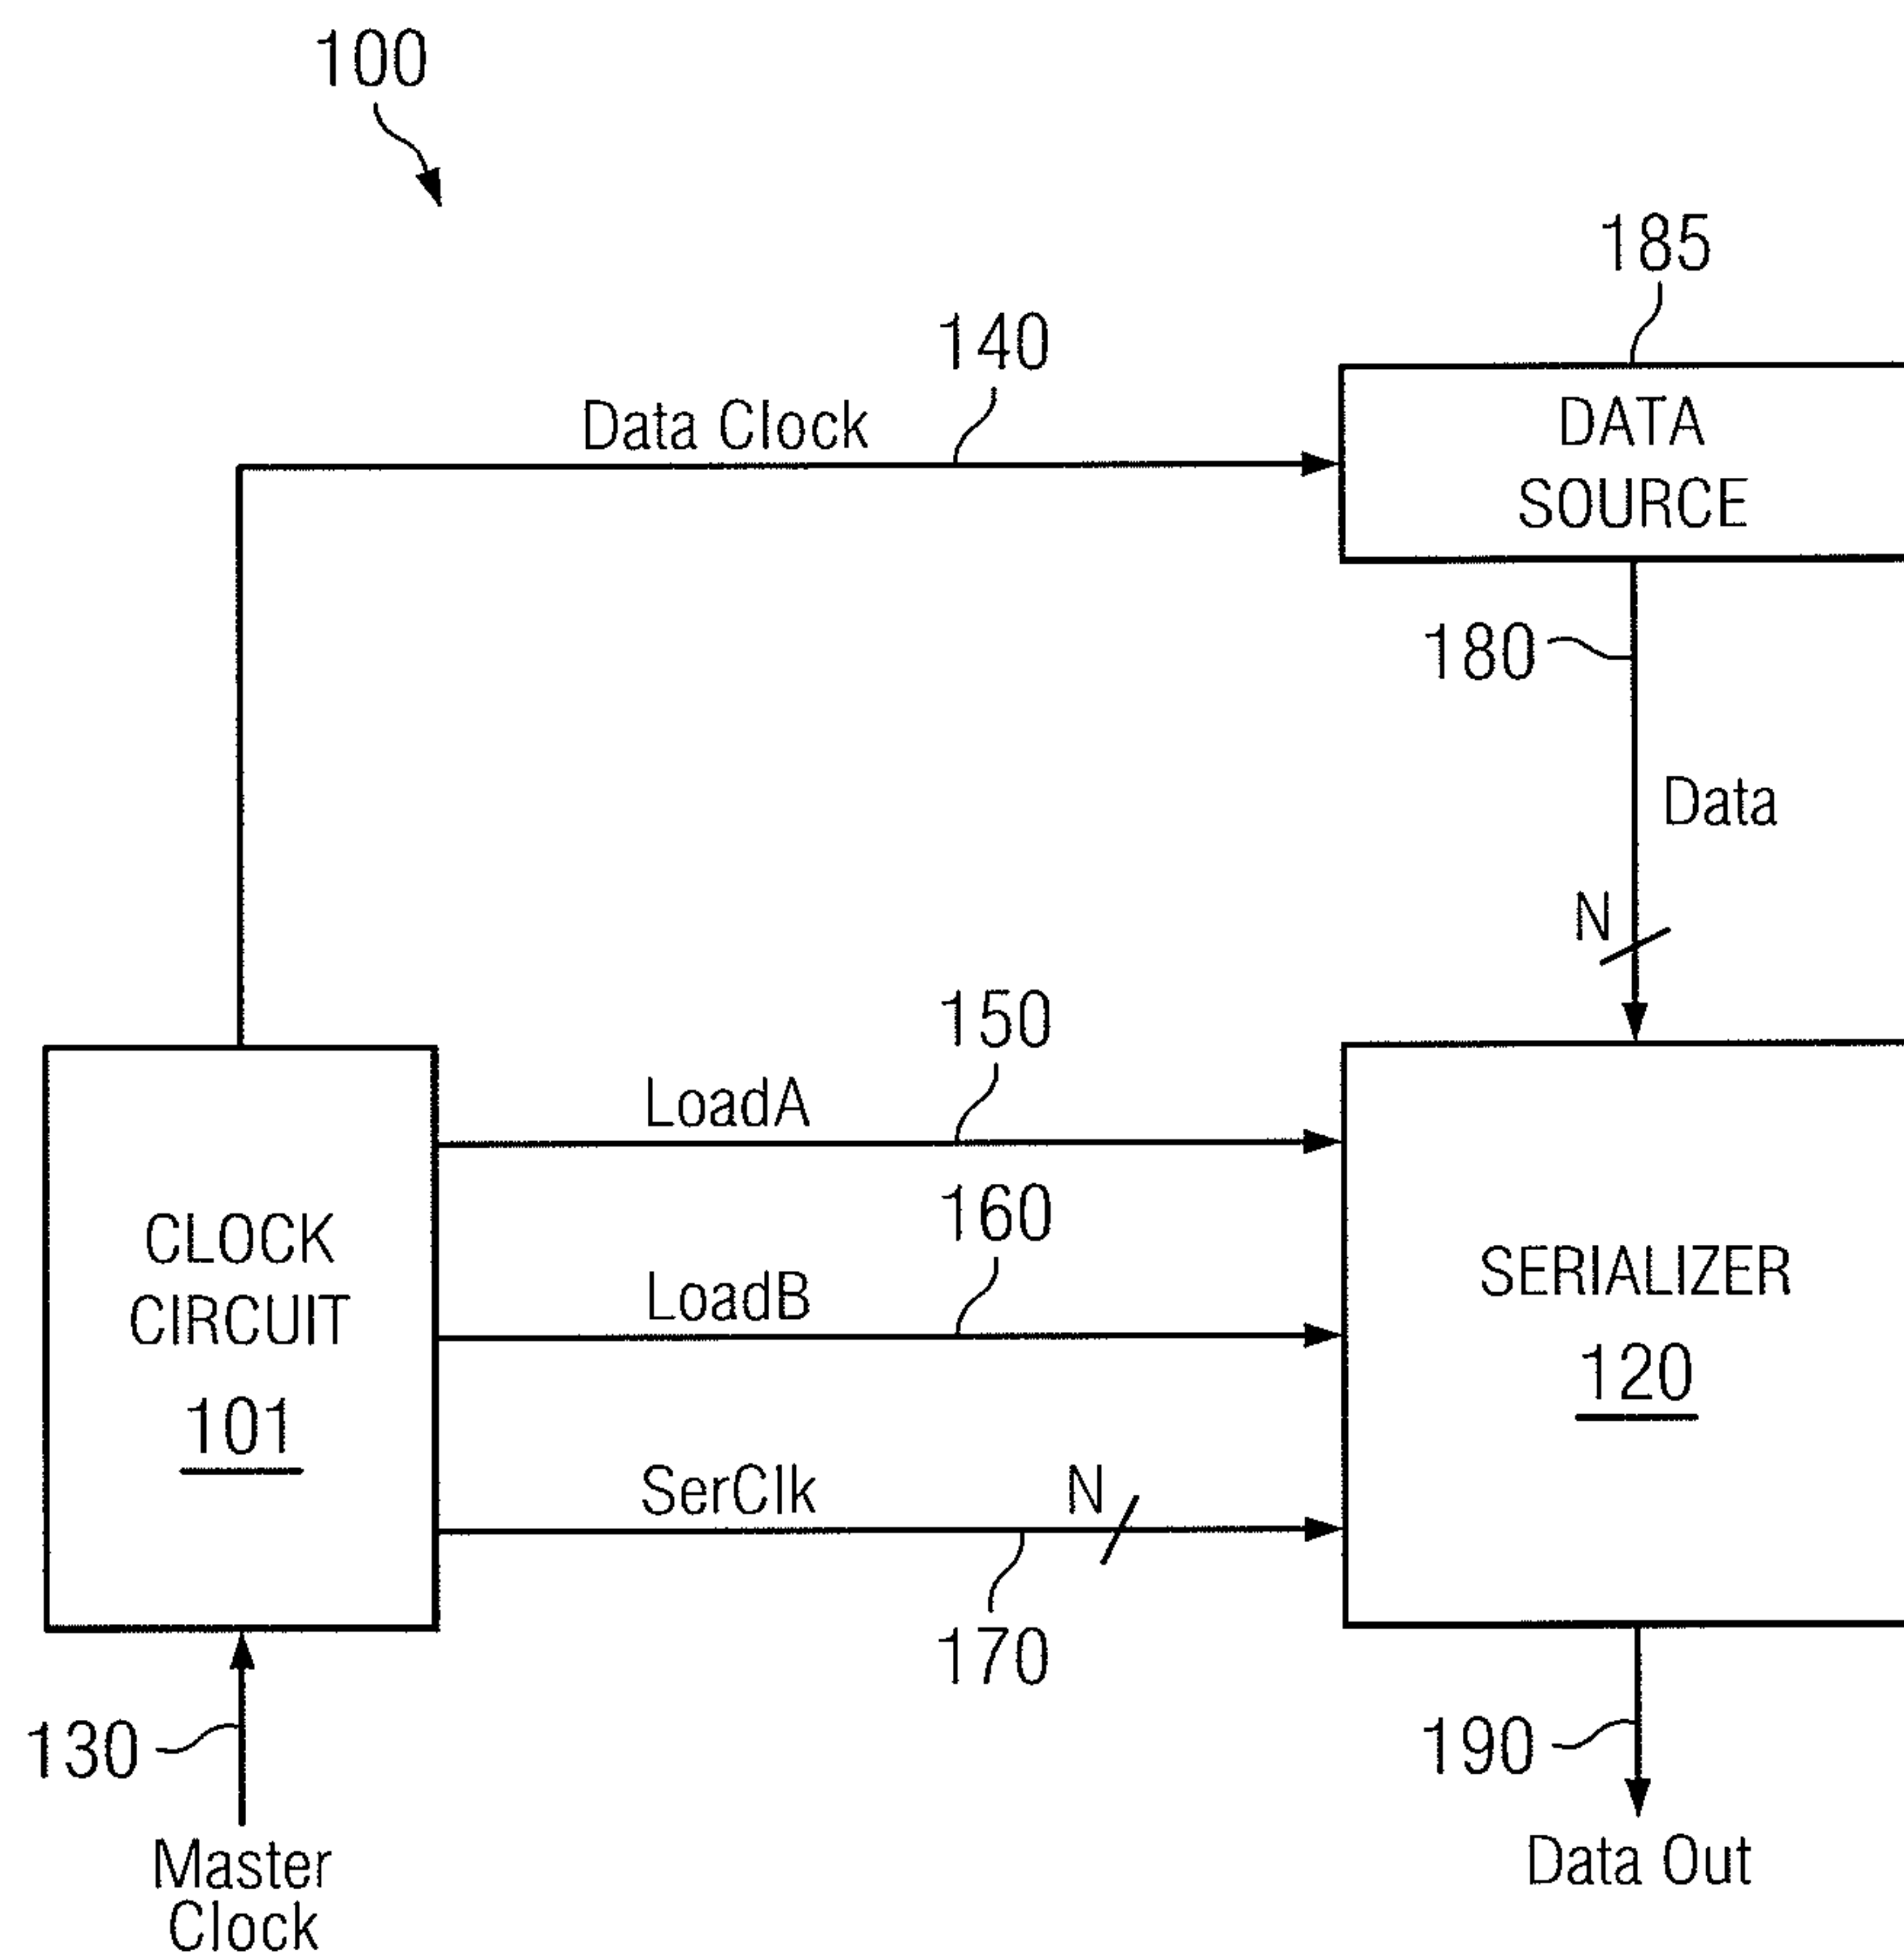 100
185
140
Data Clock
DATA
SOURCE
180
Data
N
150
LoadA
160
CLOCK
CIRCUIT
101
LoadB
SERIALIZER
120
SerClk
N
170
130
190
Master
Clock
Data Out